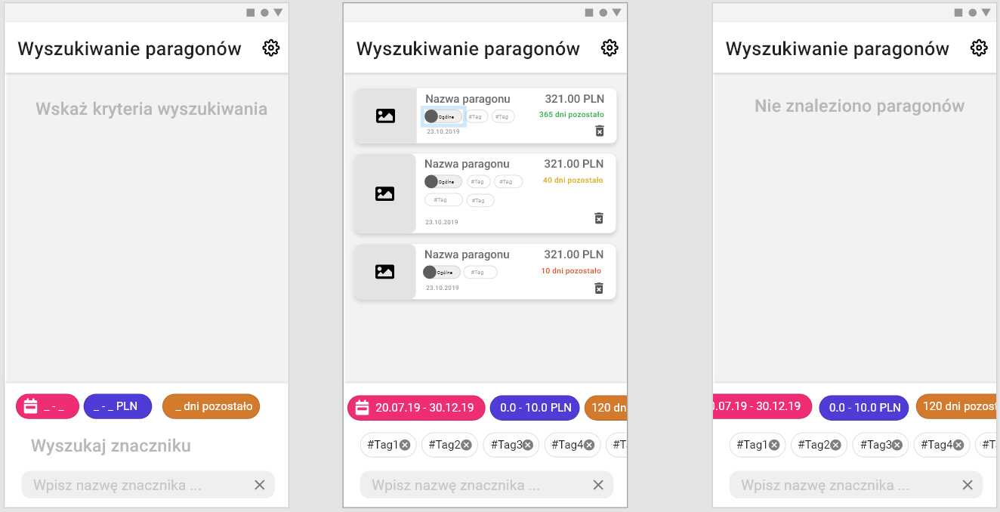 Wyszukiwanie paragonów
Wskaż kryteria wyszukiwania
_ - _
_ - _ PLN
_ dni pozostało
Wyszukaj znaczniku
Wpisz nazwę znacznika ...
Wyszukiwanie paragonów
Nazwa paragonu 321.00 PLN
Ogólne #Tag #Tag 365 dni pozostało
23.10.2019
Nazwa paragonu 321.00 PLN
Ogólne #Tag #Tag 40 dni pozostało
#Tag #Tag
23.10.2019
Nazwa paragonu 321.00 PLN
Ogólne #Tag 10 dni pozostało
23.10.2019
20.07.19 - 30.12.19 0.0 - 10.0 PLN 120 dn
#Tag1 #Tag2 #Tag3 #Tag4 #T
Wpisz nazwę znacznika ...
Wyszukiwanie paragonów
Nie znaleziono paragonów
0.07.19 - 30.12.19 0.0 - 10.0 PLN 120 dni pozost
#Tag1 #Tag2 #Tag3 #Tag4 #T
Wpisz nazwę znacznika ...